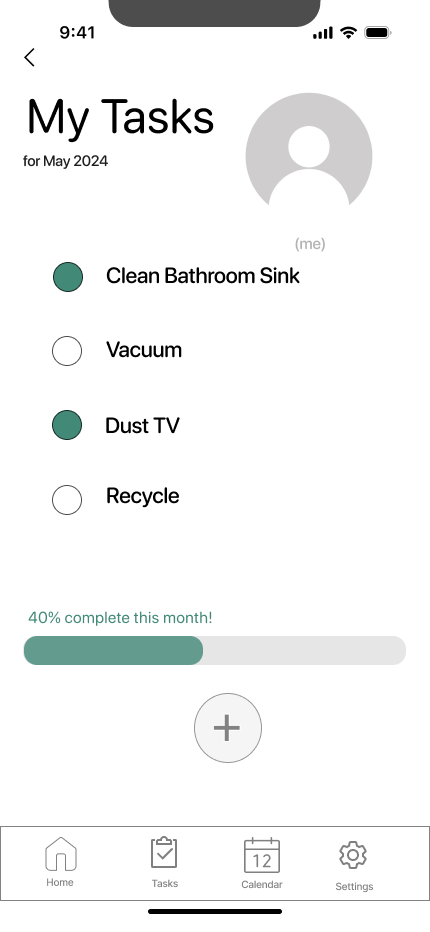 9:41
My Tasks
for May 2024
(me)
Clean Bathroom Sink
Vacuum
Dust TV
Recycle
40% complete this month!
+
12
Home
Tasks
Calendar
Settings